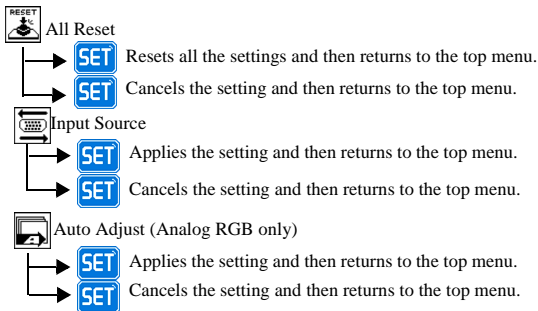 RESET
All Reset
SET Resets all the settings and then returns to the top menu.
SET Cancels the setting and then returns to the top menu.
Input Source
SET Applies the setting and then returns to the top menu.
SET Cancels the setting and then returns to the top menu.
A Auto Adjust (Analog RGB only)
SET Applies the setting and then returns to the top menu.
SET Cancels the setting and then returns to the top menu.